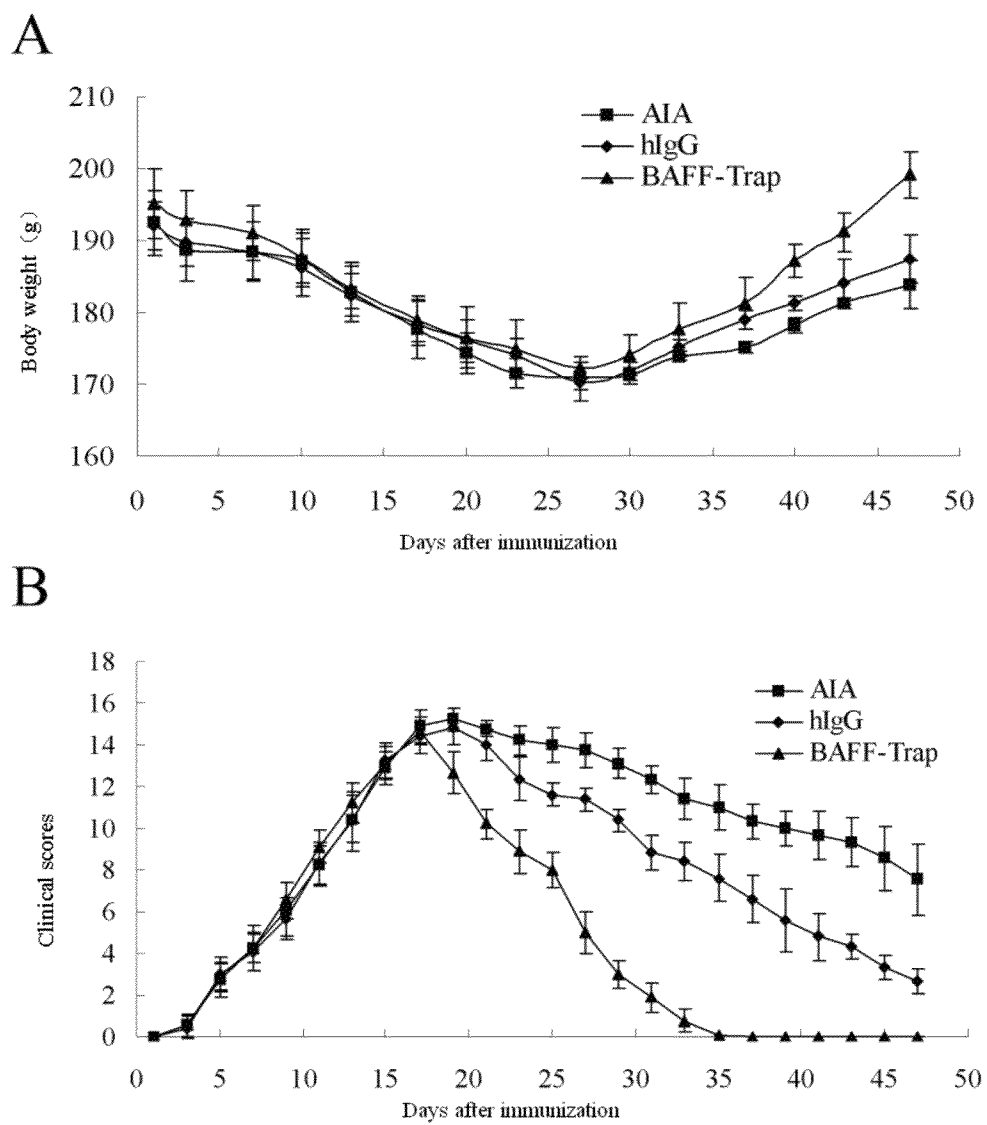 A
210
200
190
180
170
160
Body weight（g）
AIA
hIgG
BAFF-Trap
0 5 10 15 20 25 30 35 40 45 50
Days after immunization
B
18
16
14
12
10
8
6
4
2
0
Clinical scores
AIA
hIgG
BAFF-Trap
0 5 10 15 20 25 30 35 40 45 50
Days after immunization